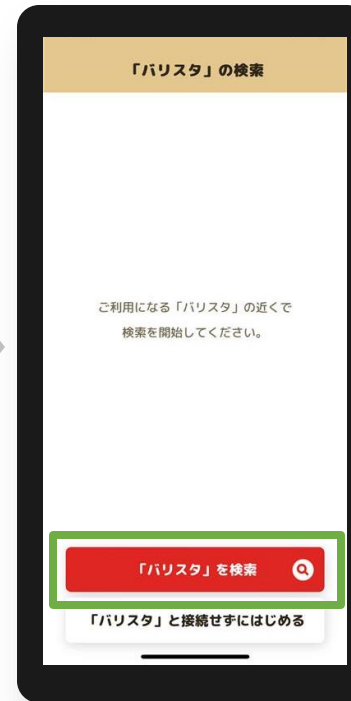 「バリスタ」の検索
ご利用になる「バリスタ」の近くで
検索を開始してください。
「バリスタ」を検索
「バリスタ」と接続せずにはじめる